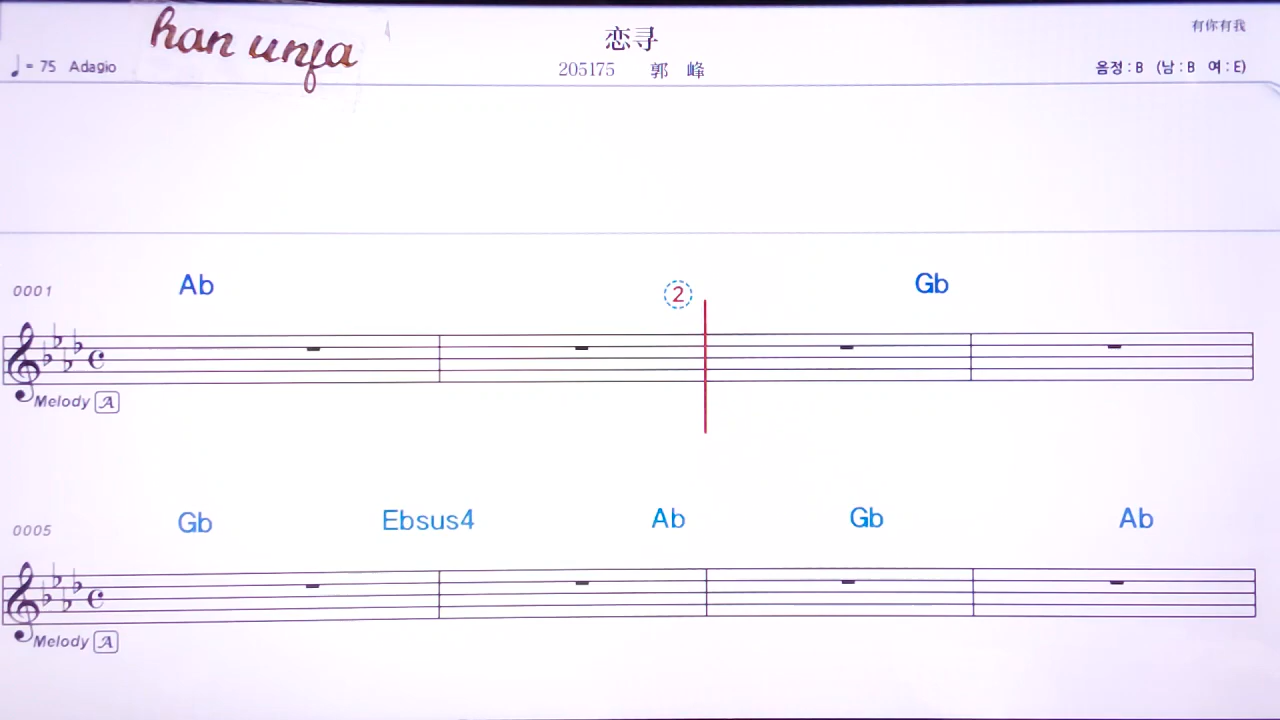 han unfa
恋寻
有你有我
♩= 75 Adagio
205175 郭 峰
음정 : B (남 : B 여 : E)
0001
Ab
2
Gb
Melody A
0005
Gb Ebsus4 Ab Gb Ab
Melody A